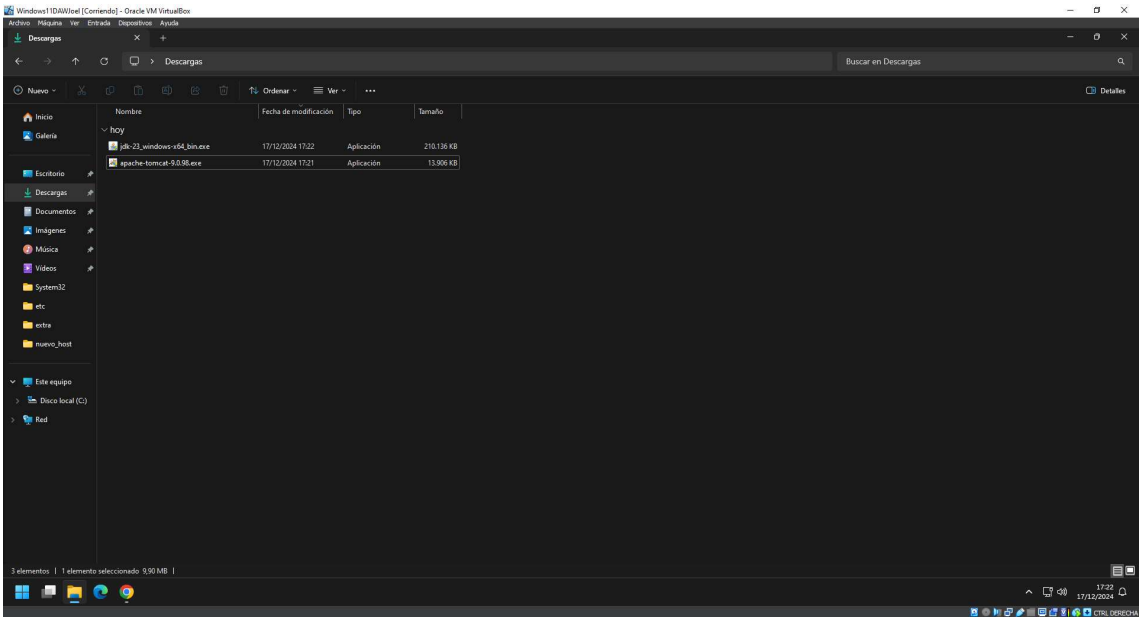 Windows11DAWJoel [Corriendo] - Oracle VM VirtualBox
Archivo Máquina Ver Entrada Dispositivos Ayuda
Descargas
Descargas
Buscar en Descargas
Nuevo
Ordenar
Ver
Detalles
Nombre Fecha de modificación Tipo Tamaño
hoy
jdk-23_windows-x64_bin.exe 17/12/2024 17:22 Aplicación 210.136 KB
apache-tomcat-9.0.98.exe 17/12/2024 17:21 Aplicación 13.906 KB
Inicio
Galería
Escritorio
Descargas
Documentos
Imágenes
Música
Vídeos
System32
etc
extra
nuevo_host
Este equipo
Disco local (C:)
Red
3 elementos | 1 elemento seleccionado 9,90 MB |
17:22
17/12/2024
CTRL DERECHA